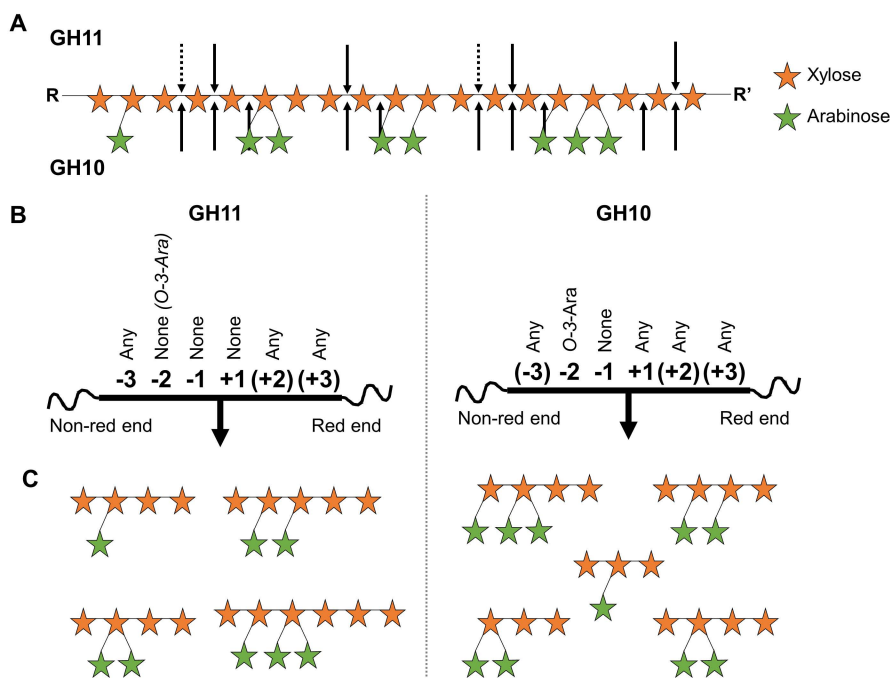 A
GH11
R
R'
Xylose
Arabinose
GH10
B
GH11
GH10
Any
None (O-3-Ara)
None
None
Any
Any
-3 -2 -1 +1 (+2) (+3)
Non-red end
Red end
Any
O-3-Ara
None
Any
Any
Any
(-3) -2 -1 +1 (+2) (+3)
Non-red end
Red end
C